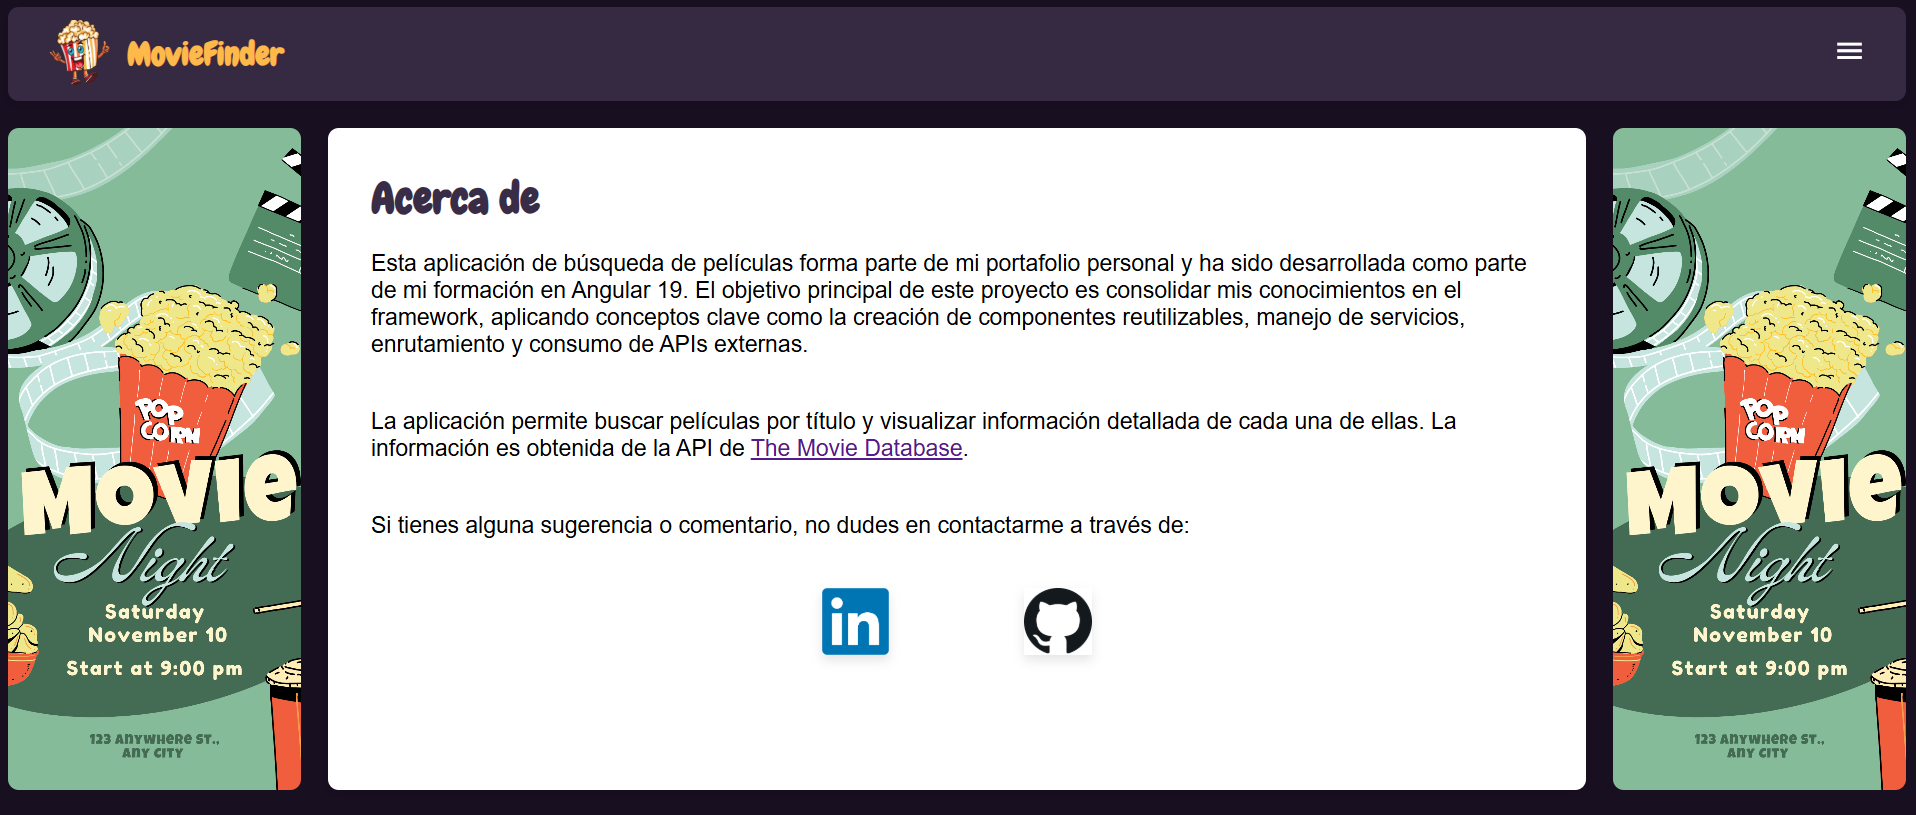 MovieFinder
POP
CORN
MOVIE
Night
Saturday
November 10
Start at 9:00 pm
123 ANYWHERE ST.,
ANY CITY
Acerca de
Esta aplicación de búsqueda de películas forma parte de mi portafolio personal y ha sido desarrollada como parte
de mi formación en Angular 19. El objetivo principal de este proyecto es consolidar mis conocimientos en el
framework, aplicando conceptos clave como la creación de componentes reutilizables, manejo de servicios,
enrutamiento y consumo de APIs externas.
La aplicación permite buscar películas por título y visualizar información detallada de cada una de ellas. La
información es obtenida de la API de The Movie Database.
Si tienes alguna sugerencia o comentario, no dudes en contactarme a través de:
in
POP
CORN
MOVIE
Night
Saturday
November 10
Start at 9:00 pm
123 ANYWHERE ST.,
ANY CITY